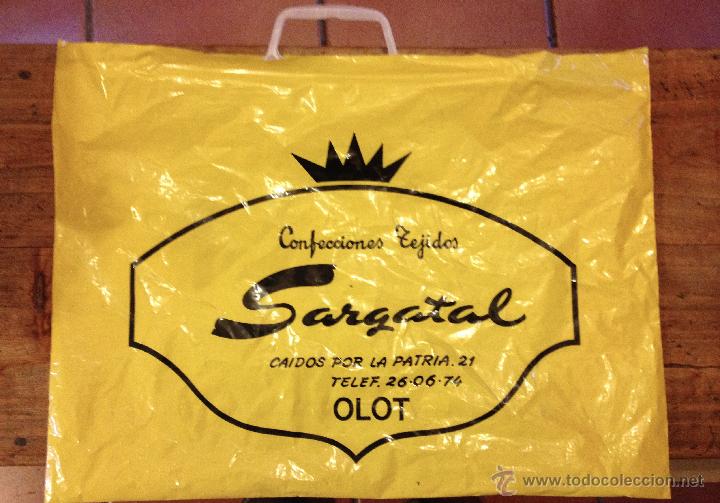 Confecciones Tejidos
Sargatal
CAIDOS POR LA PATRIA. 21
TELEF. 26-06-74
OLOT
© www.todocoleccion.net